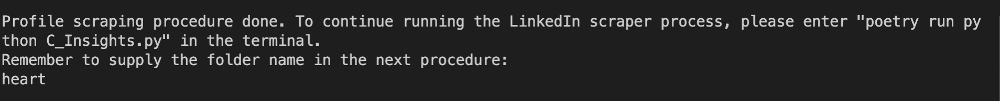 Profile scraping procedure done. To continue running the LinkedIn scraper process, please enter "poetry run py
thon C_Insights.py" in the terminal.
Remember to supply the folder name in the next procedure:
heart